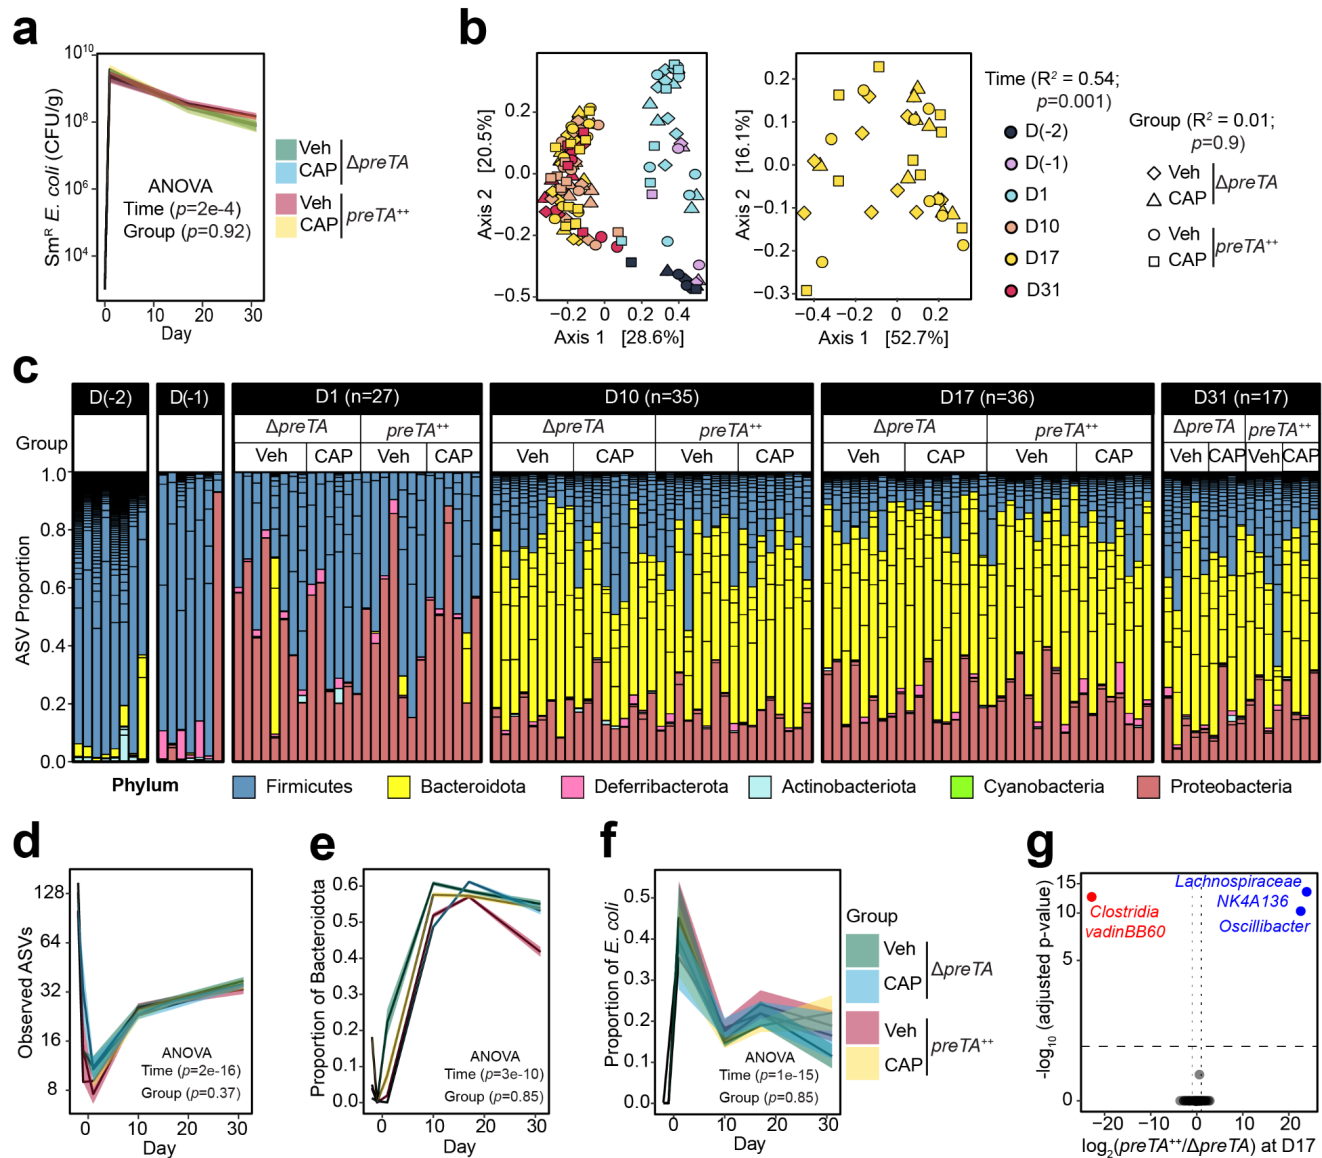 a
Smᴿ E. coli (CFU/g)
10¹⁰
10⁸
10⁶
10⁴
ANOVA
Time (p=2e-4)
Group (p=0.92)
0 10 20 30
Day
Veh
CAP
ΔpreTA
Veh
CAP
preTA⁺⁺
b
Axis 2 [20.5%]
0.2
0.0
−0.2
−0.5
−0.2 0 0.2 0.4
Axis 1 [28.6%]
Axis 2 [16.1%]
0.2
0.1
0.0
−0.1
−0.2
−0.3
−0.4 −0.2 0 0.2
Axis 1 [52.7%]
Time (R² = 0.54;
p=0.001)
D(-2)
D(-1)
D1
D10
D17
D31
Group (R² = 0.01;
p=0.9)
Veh
CAP
ΔpreTA
Veh
CAP
preTA⁺⁺
c
D(-2) D(-1) D1 (n=27) D10 (n=35) D17 (n=36) D31 (n=17)
Group
ΔpreTA preTA⁺⁺ ΔpreTA preTA⁺⁺ ΔpreTA preTA⁺⁺ ΔpreTA preTA⁺⁺
Veh CAP Veh CAP Veh CAP Veh CAP Veh CAP Veh CAP Veh CAP Veh CAP
ASV Proportion
1.0
0.8
0.6
0.4
0.2
0.0
Phylum Firmicutes Bacteroidota Deferribacterota Actinobacteriota Cyanobacteria Proteobacteria
d
Observed ASVs
128
64
32
16
8
ANOVA
Time (p=2e-16)
Group (p=0.37)
0 10 20 30
Day
e
Proportion of Bacteroidota
0.6
0.5
0.4
0.3
0.2
0.1
0.0
ANOVA
Time (p=3e-10)
Group (p=0.85)
0 10 20 30
Day
f
Proportion of E. coli
0.5
0.4
0.3
0.2
0.1
0.0
ANOVA
Time (p=1e-15)
Group (p=0.85)
0 10 20 30
Day
Group
Veh
CAP
ΔpreTA
Veh
CAP
preTA⁺⁺
g
-log₁₀ (adjusted p-value)
15
10
5
0
Clostridia
vadinBB60
Lachnospiraceae
NK4A136
Oscillibacter
−20 −10 0 10 20
log₂(preTA⁺⁺/ΔpreTA) at D17